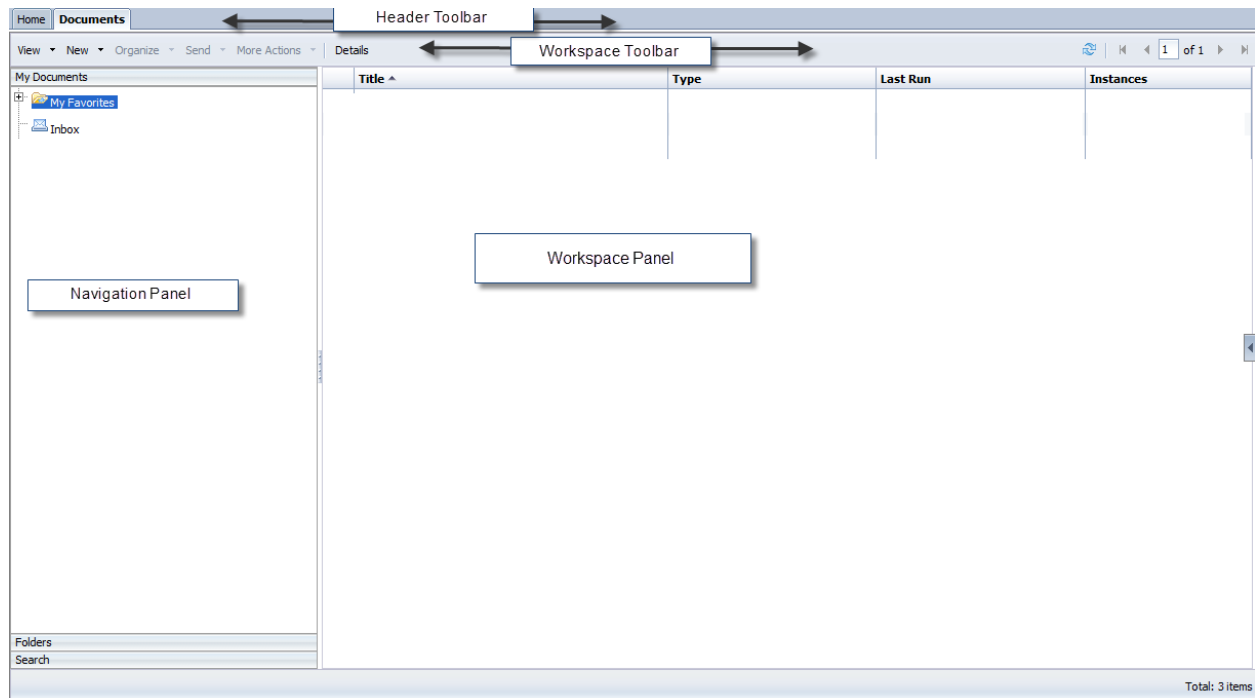 Home Documents Header Toolbar
View New Organize Send More Actions Details Workspace Toolbar 1 of 1
My Documents Title Type Last Run Instances
My Favorites
Inbox
Workspace Panel
Navigation Panel
Folders
Search
Total: 3 items